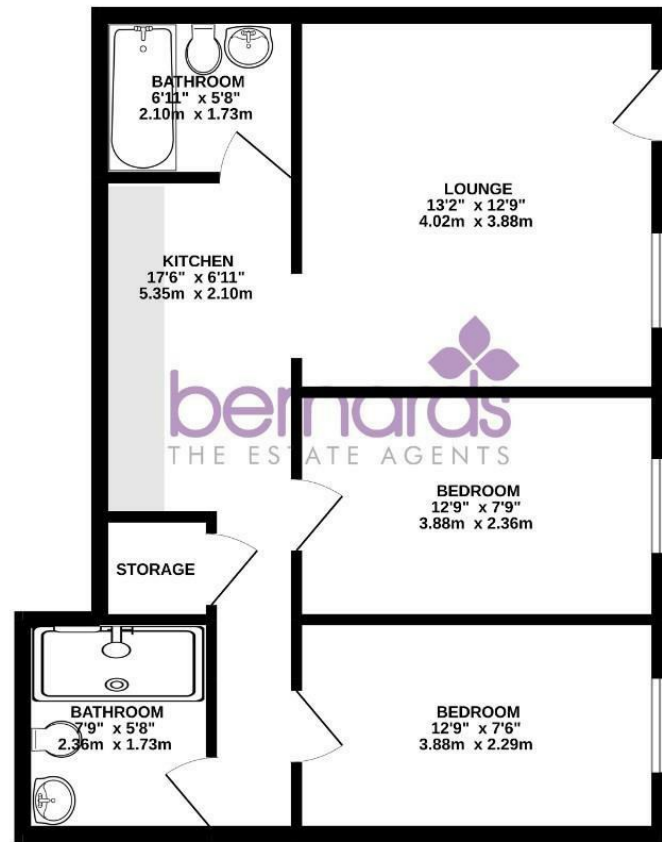 BATHROOM
6'11" x 5'8"
2.10m x 1.73m
LOUNGE
13'2" x 12'9"
4.02m x 3.88m
KITCHEN
17'6" x 6'11"
5.35m x 2.10m
bernards
THE ESTATE AGENTS
BEDROOM
12'9" x 7'9"
3.88m x 2.36m
STORAGE
BATHROOM
7'9" x 5'8"
2.36m x 1.73m
BEDROOM
12'9" x 7'6"
3.88m x 2.29m